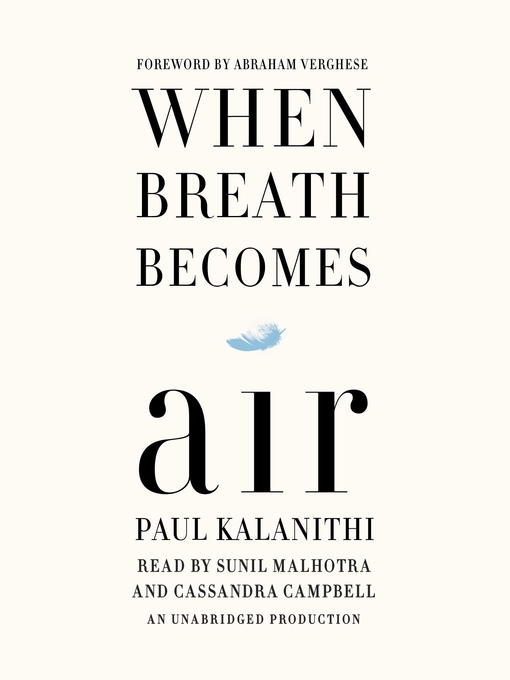 FOREWORD BY ABRAHAM VERGHESE
WHEN
BREATH
BECOMES
aır
PAUL KALANITHI
READ BY SUNIL MALHOTRA
AND CASSANDRA CAMPBELL
AN UNABRIDGED PRODUCTION